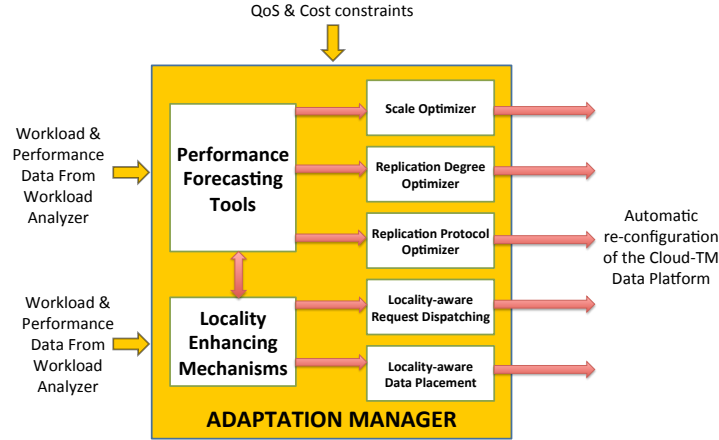 QoS & Cost constraints
Workload &
Performance
Data From
Workload
Analyzer
Performance
Forecasting
Tools
Scale Optimizer
Replication Degree
Optimizer
Replication Protocol
Optimizer
Automatic
re-configuration
of the Cloud-TM
Data Platform
Workload &
Performance
Data From
Workload
Analyzer
Locality
Enhancing
Mechanisms
Locality-aware
Request Dispatching
Locality-aware
Data Placement
ADAPTATION MANAGER